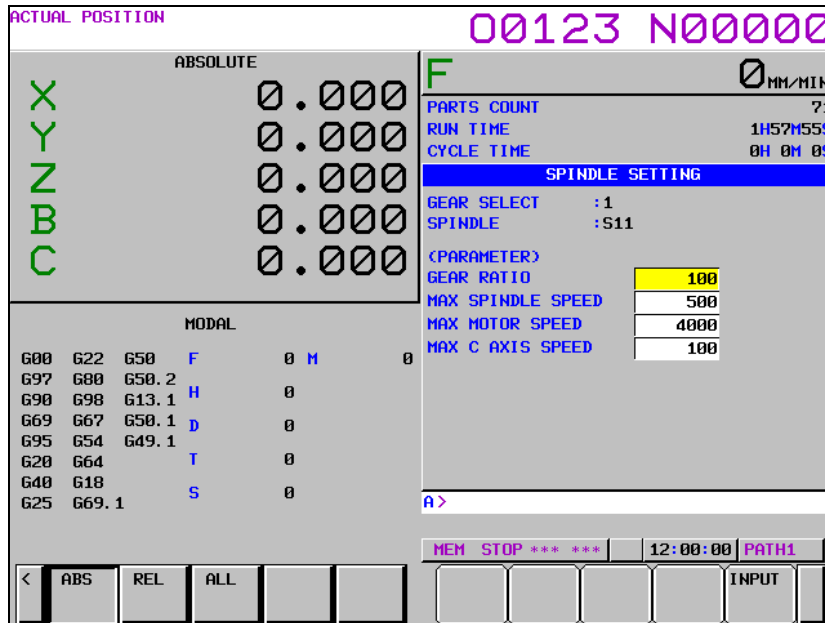 ACTUAL POSITION
O0123 N00000
ABSOLUTE
X 0.000
Y 0.000
Z 0.000
B 0.000
C 0.000
F 0 MM/MIN
PARTS COUNT
RUN TIME 1H57M55S
CYCLE TIME 0H 0M 0S
SPINDLE SETTING
GEAR SELECT :1
SPINDLE :S11
(PARAMETER)
GEAR RATIO 100
MAX SPINDLE SPEED 500
MAX MOTOR SPEED 4000
MAX C AXIS SPEED 100
MODAL
G00 G22 G50 F 0 M 0
G97 G80 G50.2
G90 G98 G13.1 H 0
G69 G67 G50.1 D 0
G95 G54 G49.1
G20 G64 T 0
G40 G18
G25 G69.1 S 0
A>
MEM STOP *** *** 12:00:00 PATH1
< ABS REL ALL INPUT